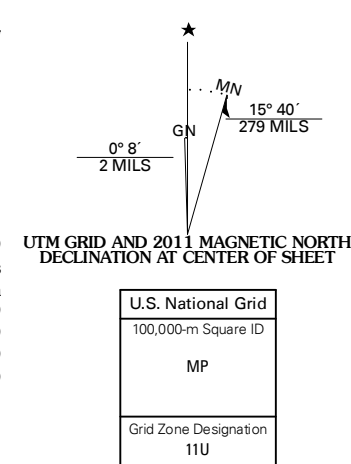 MN
GN
15° 40´
279 MILS
0° 8´
2 MILS
UTM GRID AND 2011 MAGNETIC NORTH
DECLINATION AT CENTER OF SHEET
U.S. National Grid
100,000-m Square ID
MP
Grid Zone Designation
11U